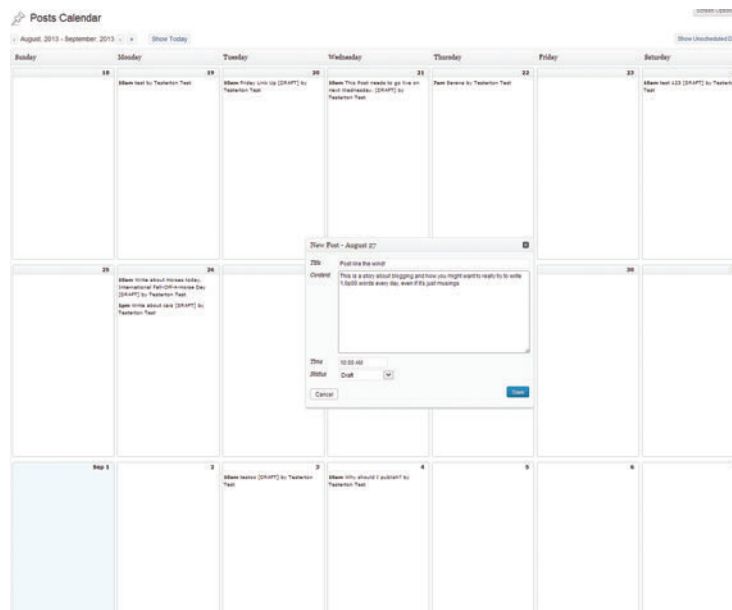 Screen Option
Posts Calendar
August, 2013 - September, 2013
Show Today
Show Unscheduled D
Sunday Monday Tuesday Wednesday Thursday Friday Saturday
18 19 20 21 22 23
10am test by Testerton Test
10am Friday Link Up [DRAFT] by
Testerton Test
10am This Post needs to go live on
next Wednesday. [DRAFT] by
Testerton Test
7pm Serena by Testerton Test
10am test 123 [DRAFT] by Testerto
Test
New Post - August 27
Title Post like the wind!
Content This is a story about blogging and how you might want to really try to write
words every day, even if it's just musings
Time 10:00 AM
Status Draft
Cancel
Save
25 26 30
10am Write about horses today,
International Fall-Off-A-Horse Day
[DRAFT] by Testerton Test
1pm Write about cars [DRAFT] by
Testerton Test
Sep 1 2 3 4 5 6
10am [DRAFT] by Testerton
Test
10am Why should I publish? by
Testerton Test